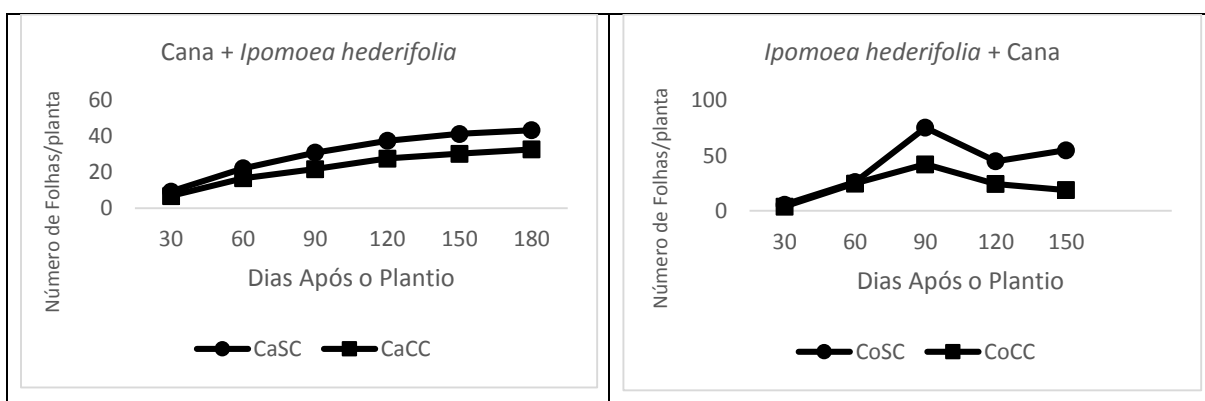 Cana + Ipomoea hederifolia
Número de Folhas/planta
60
40
20
0
30 60 90 120 150 180
Dias Após o Plantio
CaSC CaCC
Ipomoea hederifolia + Cana
Número de Folhas/planta
100
50
0
30 60 90 120 150
Dias Após o Plantio
CoSC CoCC